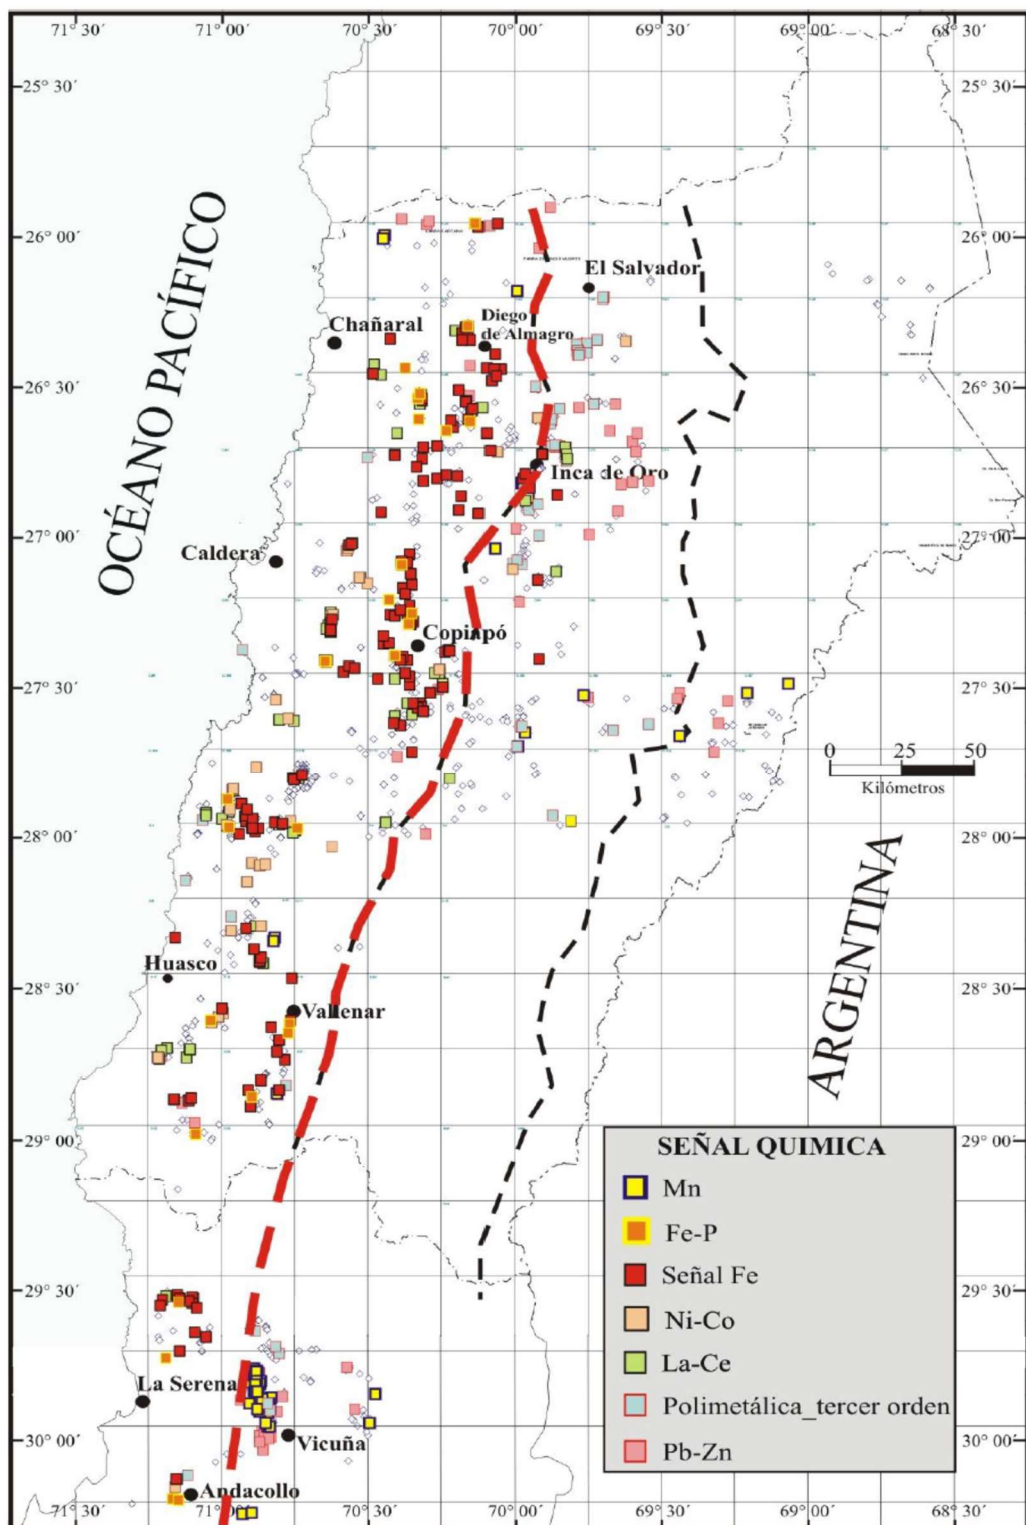 71° 30'
71° 00'
70° 30'
70° 00'
69° 30'
69° 00'
68° 30'
25° 30'
25° 30'
26° 00'
26° 00'
OCÉANO PACÍFICO
El Salvador
Chañaral
Diego
de Almagro
26° 30'
26° 30'
Inca de Oro
27° 00'
27° 00'
Caldera
Copiapó
27° 30'
27° 30'
0 25 50
Kilómetros
28° 00'
28° 00'
ARGENTINA
Huasco
28° 30'
28° 30'
Vallenar
29° 00'
29° 00'
SEÑAL QUIMICA
Mn
Fe-P
Señal Fe
Ni-Co
La-Ce
Polimetálica_tercer orden
Pb-Zn
29° 30'
29° 30'
La Serena
30° 00'
30° 00'
Vicuña
Andacollo
71° 30'
71° 00'
70° 30'
70° 00'
69° 30'
69° 00'
68° 30'